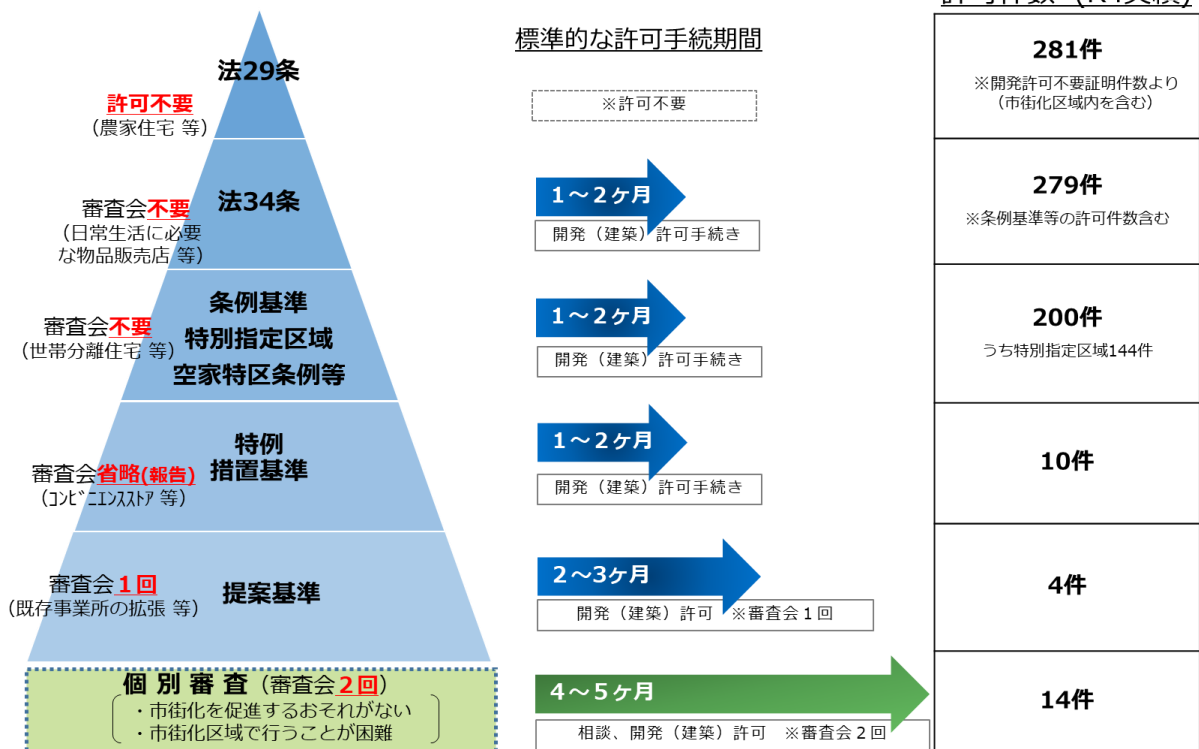 許可件数 (R4実績)
標準的な許可手続期間
法29条
許可不要
（農家住宅 等）
※許可不要
281件
※開発許可不要証明件数より
（市街化区域内を含む）
法34条
審査会不要
（日常生活に必要
な物品販売店 等）
1～2ヶ月
開発（建築）許可手続き
279件
※条例基準等の許可件数含む
条例基準
特別指定区域
空家特区条例等
審査会不要
（世帯分離住宅 等）
1～2ヶ月
開発（建築）許可手続き
200件
うち特別指定区域144件
特例
措置基準
審査会省略(報告)
（ｺﾝﾋﾞﾆｴﾝｽｽﾄｱ 等）
1～2ヶ月
開発（建築）許可手続き
10件
提案基準
審査会１回
（既存事業所の拡張 等）
2～3ヶ月
開発（建築）許可　※審査会１回
4件
個 別 審 査（審査会２回）
・市街化を促進するおそれがない
・市街化区域で行うことが困難
4～5ヶ月
相談、開発（建築）許可　※審査会２回
14件